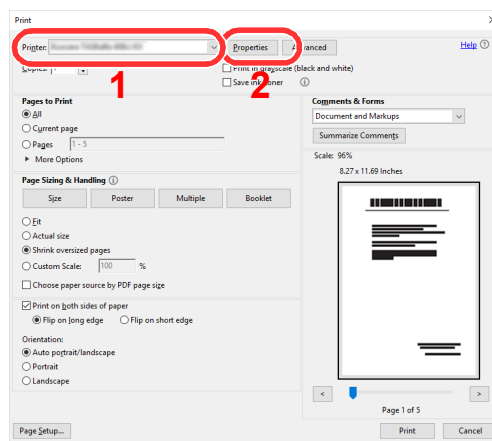 Print
Printer: Properties Advanced Help
Copies:
1 2
Print in grayscale (black and white)
Save ink/toner
Pages to Print
All
Current page
Pages 1 - 5
More Options
Comments & Forms
Document and Markups
Summarize Comments
Scale: 96%
8.27 x 11.69 Inches
Page Sizing & Handling
Size Poster Multiple Booklet
Fit
Actual size
Shrink oversized pages
Custom Scale: 100 %
Choose paper source by PDF page size
Print on both sides of paper
Flip on long edge Flip on short edge
Orientation:
Auto portrait/landscape
Portrait
Landscape
< >
Page 1 of 5
Page Setup... Print Cancel